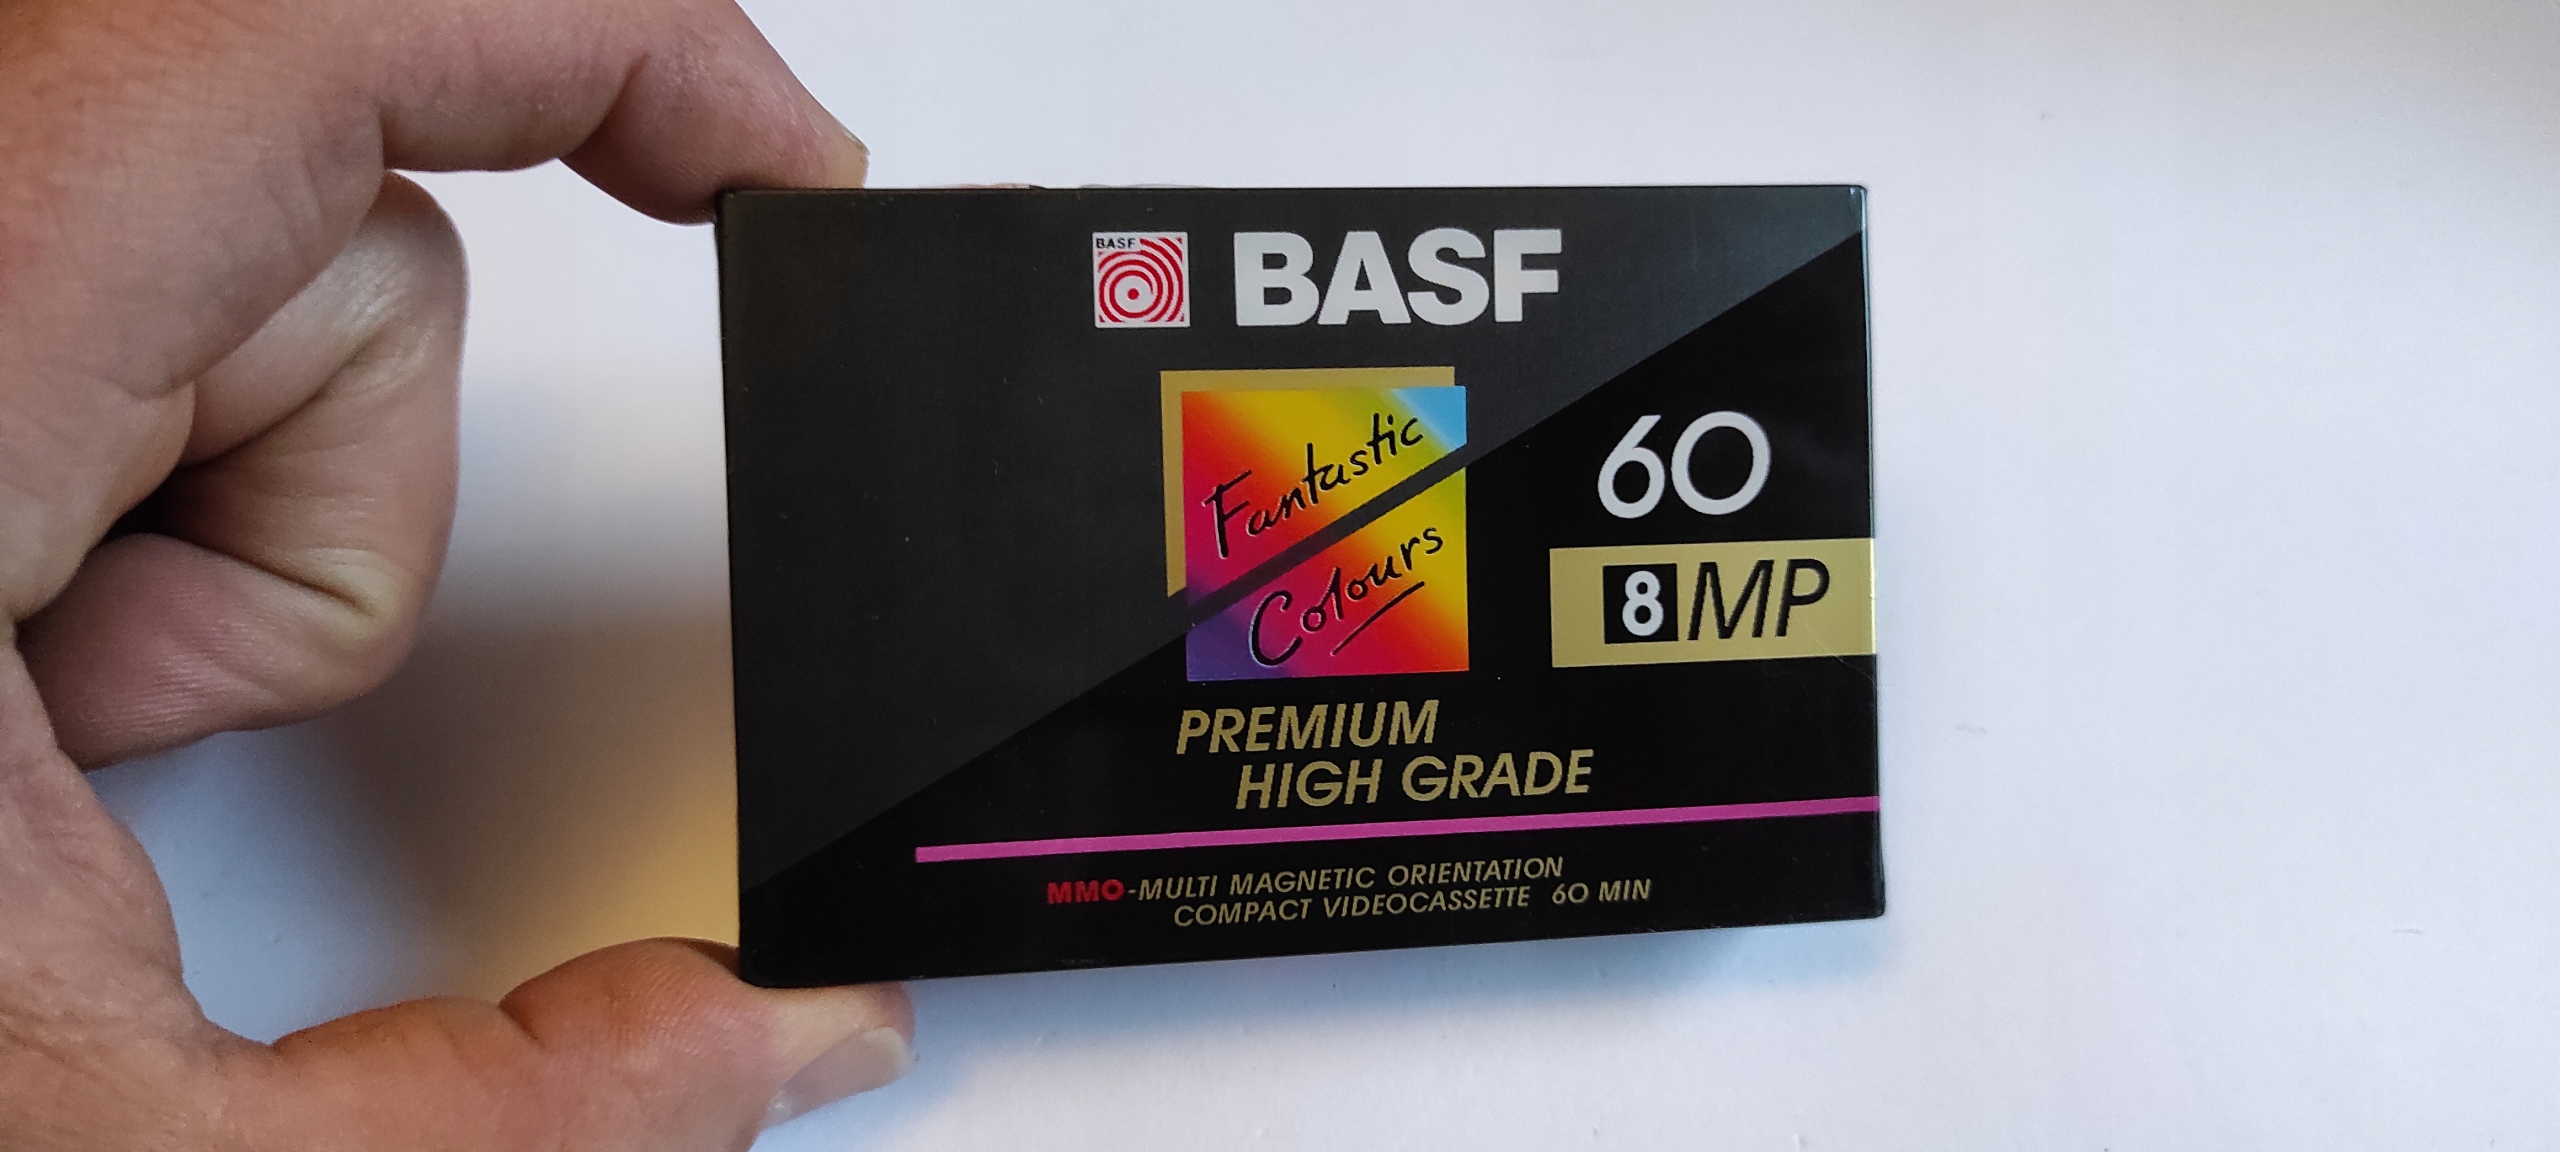 BASF
BASF
Fantastic
Colours
60
8 MP
PREMIUM
HIGH GRADE
MMO-MULTI MAGNETIC ORIENTATION
COMPACT VIDEOCASSETTE 60 MIN